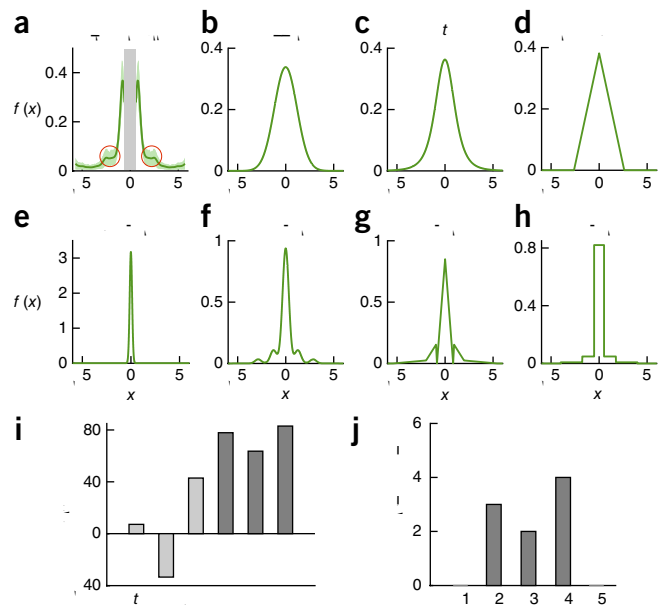 a b c d
t
0.4 0.4 0.4 0.4
f (x) 0.2 0.2 0.2 0.2
0 0 0 0
5 0 5 5 0 5 5 0 5 5 0 5
e f g h
3 1 1 0.8
2
f (x) 0.5 0.5 0.4
1
0 0 0 0
5 0 5 5 0 5 5 0 5 5 0 5
x x x x
i j
80 6
40 4
0 2
40 0
t 1 2 3 4 5